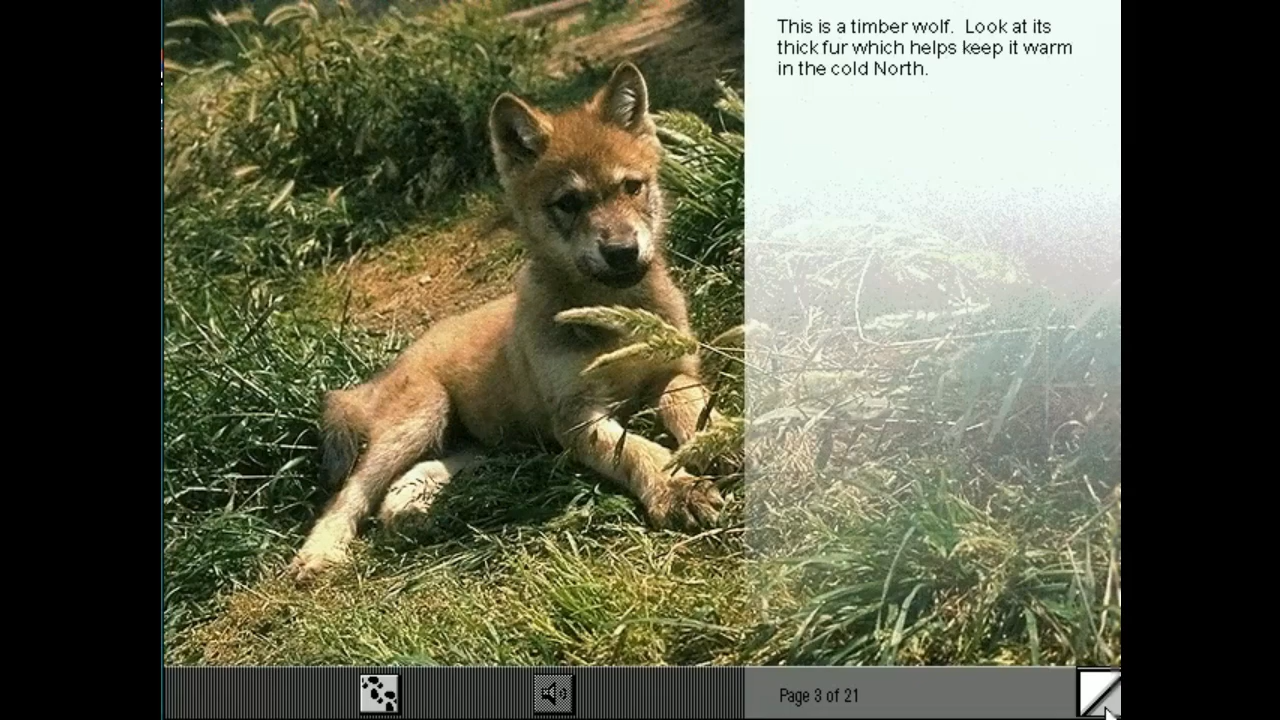 This is a timber wolf.  Look at its
thick fur which helps keep it warm
in the cold North.
Page 3 of 21